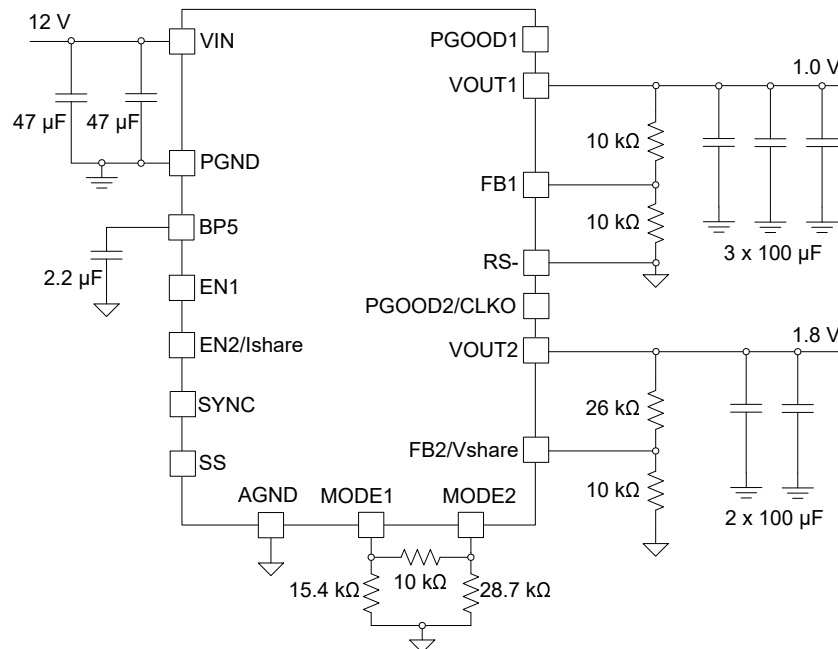 12 V
VIN
PGOOD1
VOUT1
1.0 V
47 µF
47 µF
10 kΩ
PGND
FB1
BP5
10 kΩ
2.2 µF
RS-
3 x 100 µF
EN1
PGOOD2/CLKO
EN2/Ishare
VOUT2
1.8 V
SYNC
26 kΩ
SS
FB2/Vshare
10 kΩ
AGND
MODE1
MODE2
2 x 100 µF
15.4 kΩ
10 kΩ
28.7 kΩ